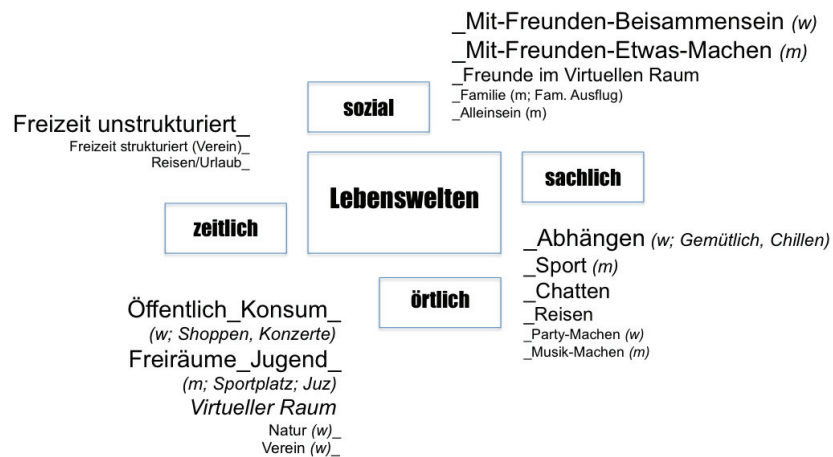 _Mit-Freunden-Beisammensein (w)
_Mit-Freunden-Etwas-Machen (m)
_Freunde im Virtuellen Raum
_Familie (m; Fam. Ausflug)
_Alleinsein (m)
sozial
Freizeit unstrukturiert_
Freizeit strukturiert (Verein)_
Reisen/Urlaub_
zeitlich
Lebenswelten
sachlich
_Abhängen (w; Gemütlich, Chillen)
_Sport (m)
_Chatten
_Reisen
_Party-Machen (w)
_Musik-Machen (m)
örtlich
Öffentlich_Konsum_
(w; Shoppen, Konzerte)
Freiräume_Jugend_
(m; Sportplatz; Juz)
Virtueller Raum
Natur (w)_
Verein (w)_